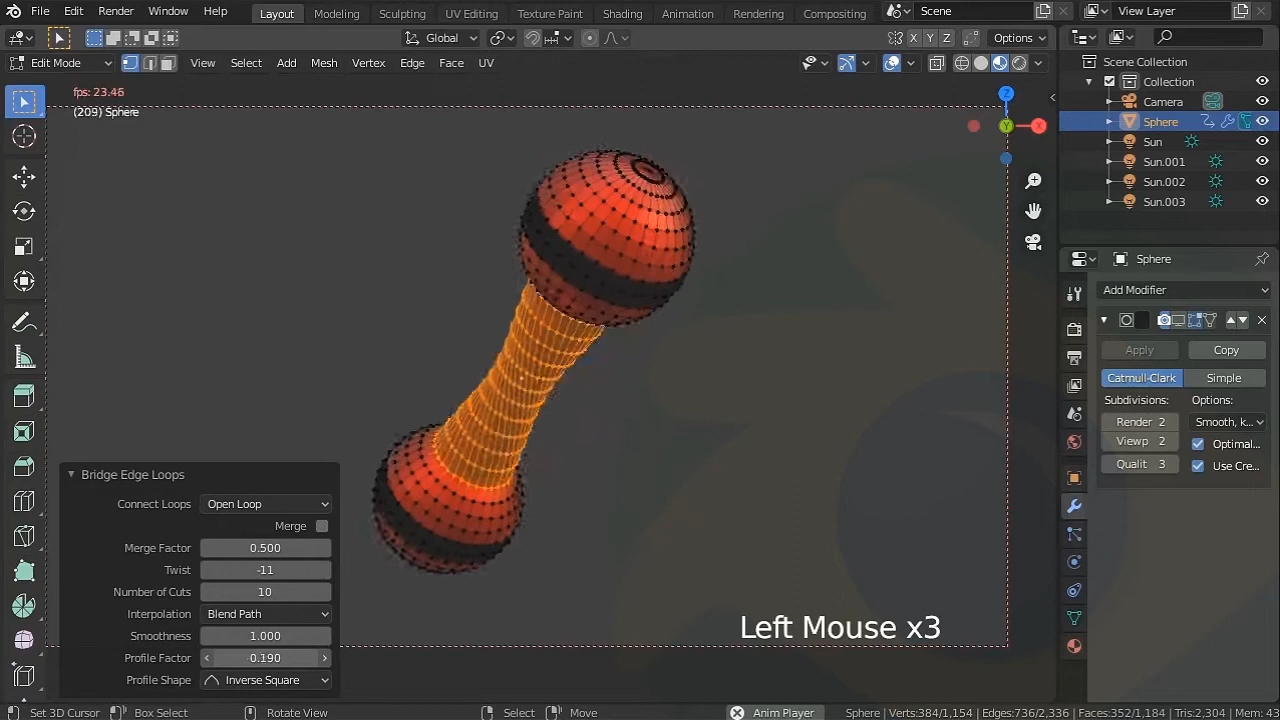 File Edit Render Window Help Layout Modeling Sculpting UV Editing Texture Paint Shading Animation Rendering Compositing Scene View Layer
Global X Y Z Options
Edit Mode View Select Add Mesh Vertex Edge Face UV
Scene Collection
Collection
Camera
Sphere
Sun
Sun.001
Sun.002
Sun.003
fps: 23.46
(209) Sphere
Z
Y X
Sphere
Add Modifier
Apply Copy
Catmull-Clark Simple
Subdivisions: Options:
Render 2 Smooth, k...
Viewp 2 Optimal...
Qualit 3 Use Cre...
Bridge Edge Loops
Connect Loops Open Loop
Merge
Merge Factor 0.500
Twist -11
Number of Cuts 10
Interpolation Blend Path
Smoothness 1.000
Profile Factor 0.190
Profile Shape Inverse Square
Left Mouse x3
Set 3D Cursor Box Select Rotate View Select Move Anim Player Sphere | Verts:384/1,154 | Edges:736/2,336 | Faces:352/1,184 | Tris:2,304 | Mem: 43